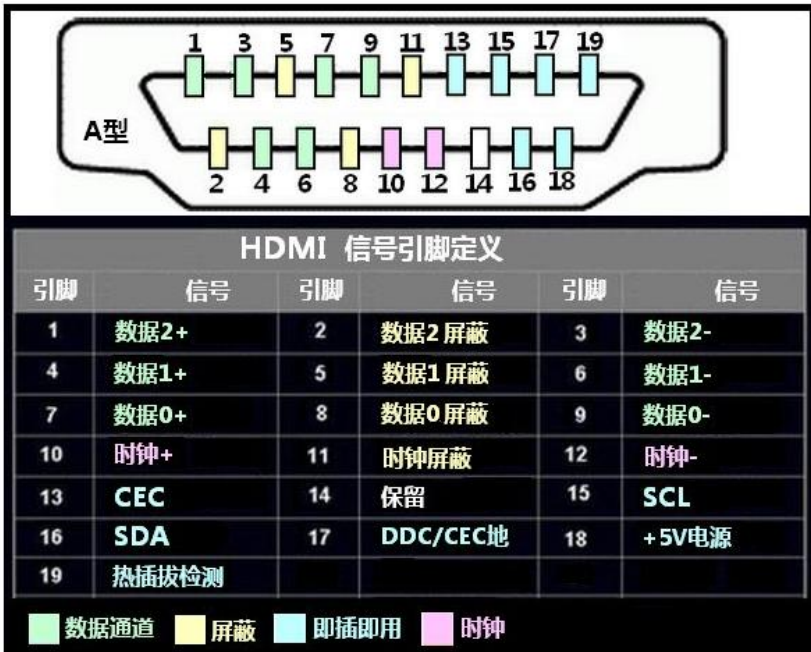 1 3 5 7 9 11 13 15 17 19
A型
2 4 6 8 10 12 14 16 18
HDMI 信号引脚定义
引脚 信号 引脚 信号 引脚 信号
1 数据2+ 2 数据2屏蔽 3 数据2-
4 数据1+ 5 数据1屏蔽 6 数据1-
7 数据0+ 8 数据0屏蔽 9 数据0-
10 时钟+ 11 时钟屏蔽 12 时钟-
13 CEC 14 保留 15 SCL
16 SDA 17 DDC/CEC地 18 +5V电源
19 热插拔检测
数据通道 屏蔽 即插即用 时钟